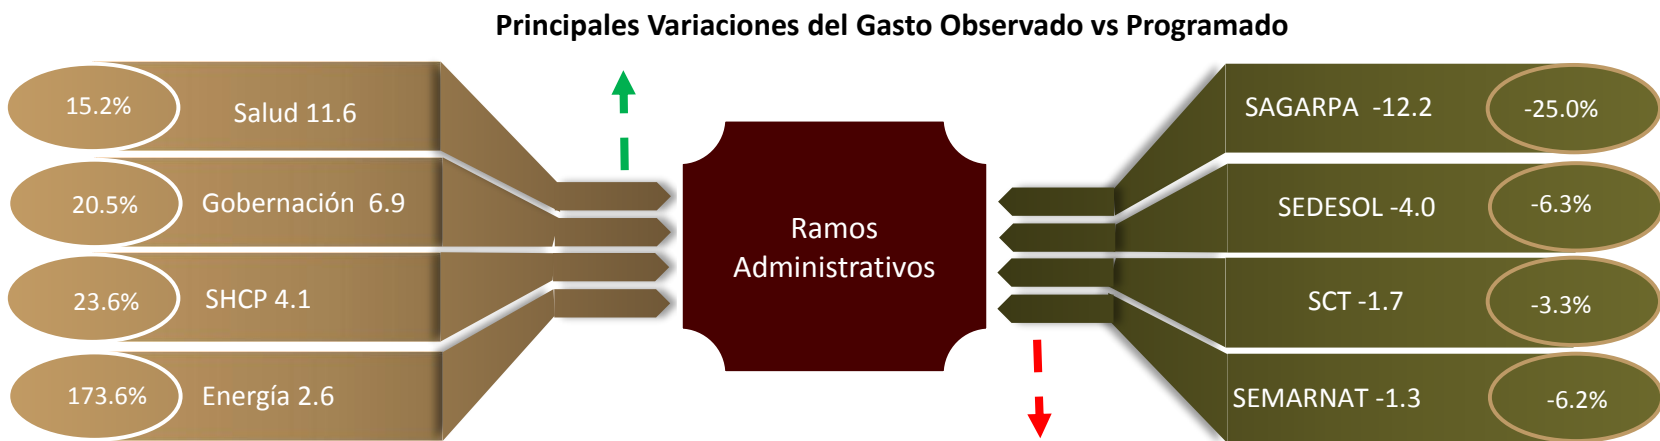 Principales Variaciones del Gasto Observado vs Programado
15.2%
Salud 11.6
20.5%
Gobernación 6.9
23.6%
SHCP 4.1
173.6%
Energía 2.6
Ramos
Administrativos
SAGARPA -12.2
-25.0%
SEDESOL -4.0
-6.3%
SCT -1.7
-3.3%
SEMARNAT -1.3
-6.2%